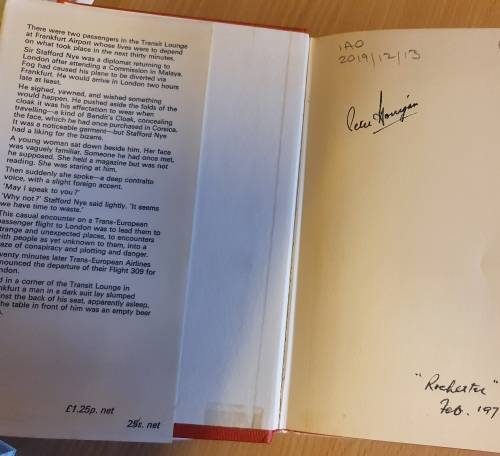 There were two passengers in the Transit Lounge
at Frankfurt Airport whose lives were to depend
on what took place in the next thirty minutes.
Sir Stafford Nye was a diplomat returning to
London after attending a Commission in Malaya.
Fog had caused his plane to be diverted via
Frankfurt. He would arrive in London two hours
late at least.
He sighed, yawned, and wished something
would happen. He pushed aside the folds of the
cloak it was his affectation to wear when
travelling—a kind of Bandit's Cloak, concealing
the face, which he had once purchased in Corsica.
It was a noticeable garment—but Stafford Nye
had a liking for the bizarre.
A young woman sat down beside him. Her face
was vaguely familiar. Someone he had once met,
he supposed. She held a magazine but was not
reading. She was staring at him.
Then suddenly she spoke—a deep contralto
voice, with a slight foreign accent.
'May I speak to you?'
'Why not?' Stafford Nye said lightly. 'It seems
we have time to waste.'
This casual encounter on a Trans-European
passenger flight to London was to lead them to
strange and unexpected places, to encounters
with people as yet unknown to them, into a
aze of conspiracy and plotting and danger.
wenty minutes later Trans-European Airlines
nounced the departure of their Flight 309 for
ndon.
d in a corner of the Transit Lounge in
nkfurt a man in a dark suit lay slumped
inst the back of his seat, apparently asleep,
the table in front of him was an empty beer
£1.25p. net
25s. net
IAO
2019/12/13
Peter Horrigan
"Rochester"
Feb. 197